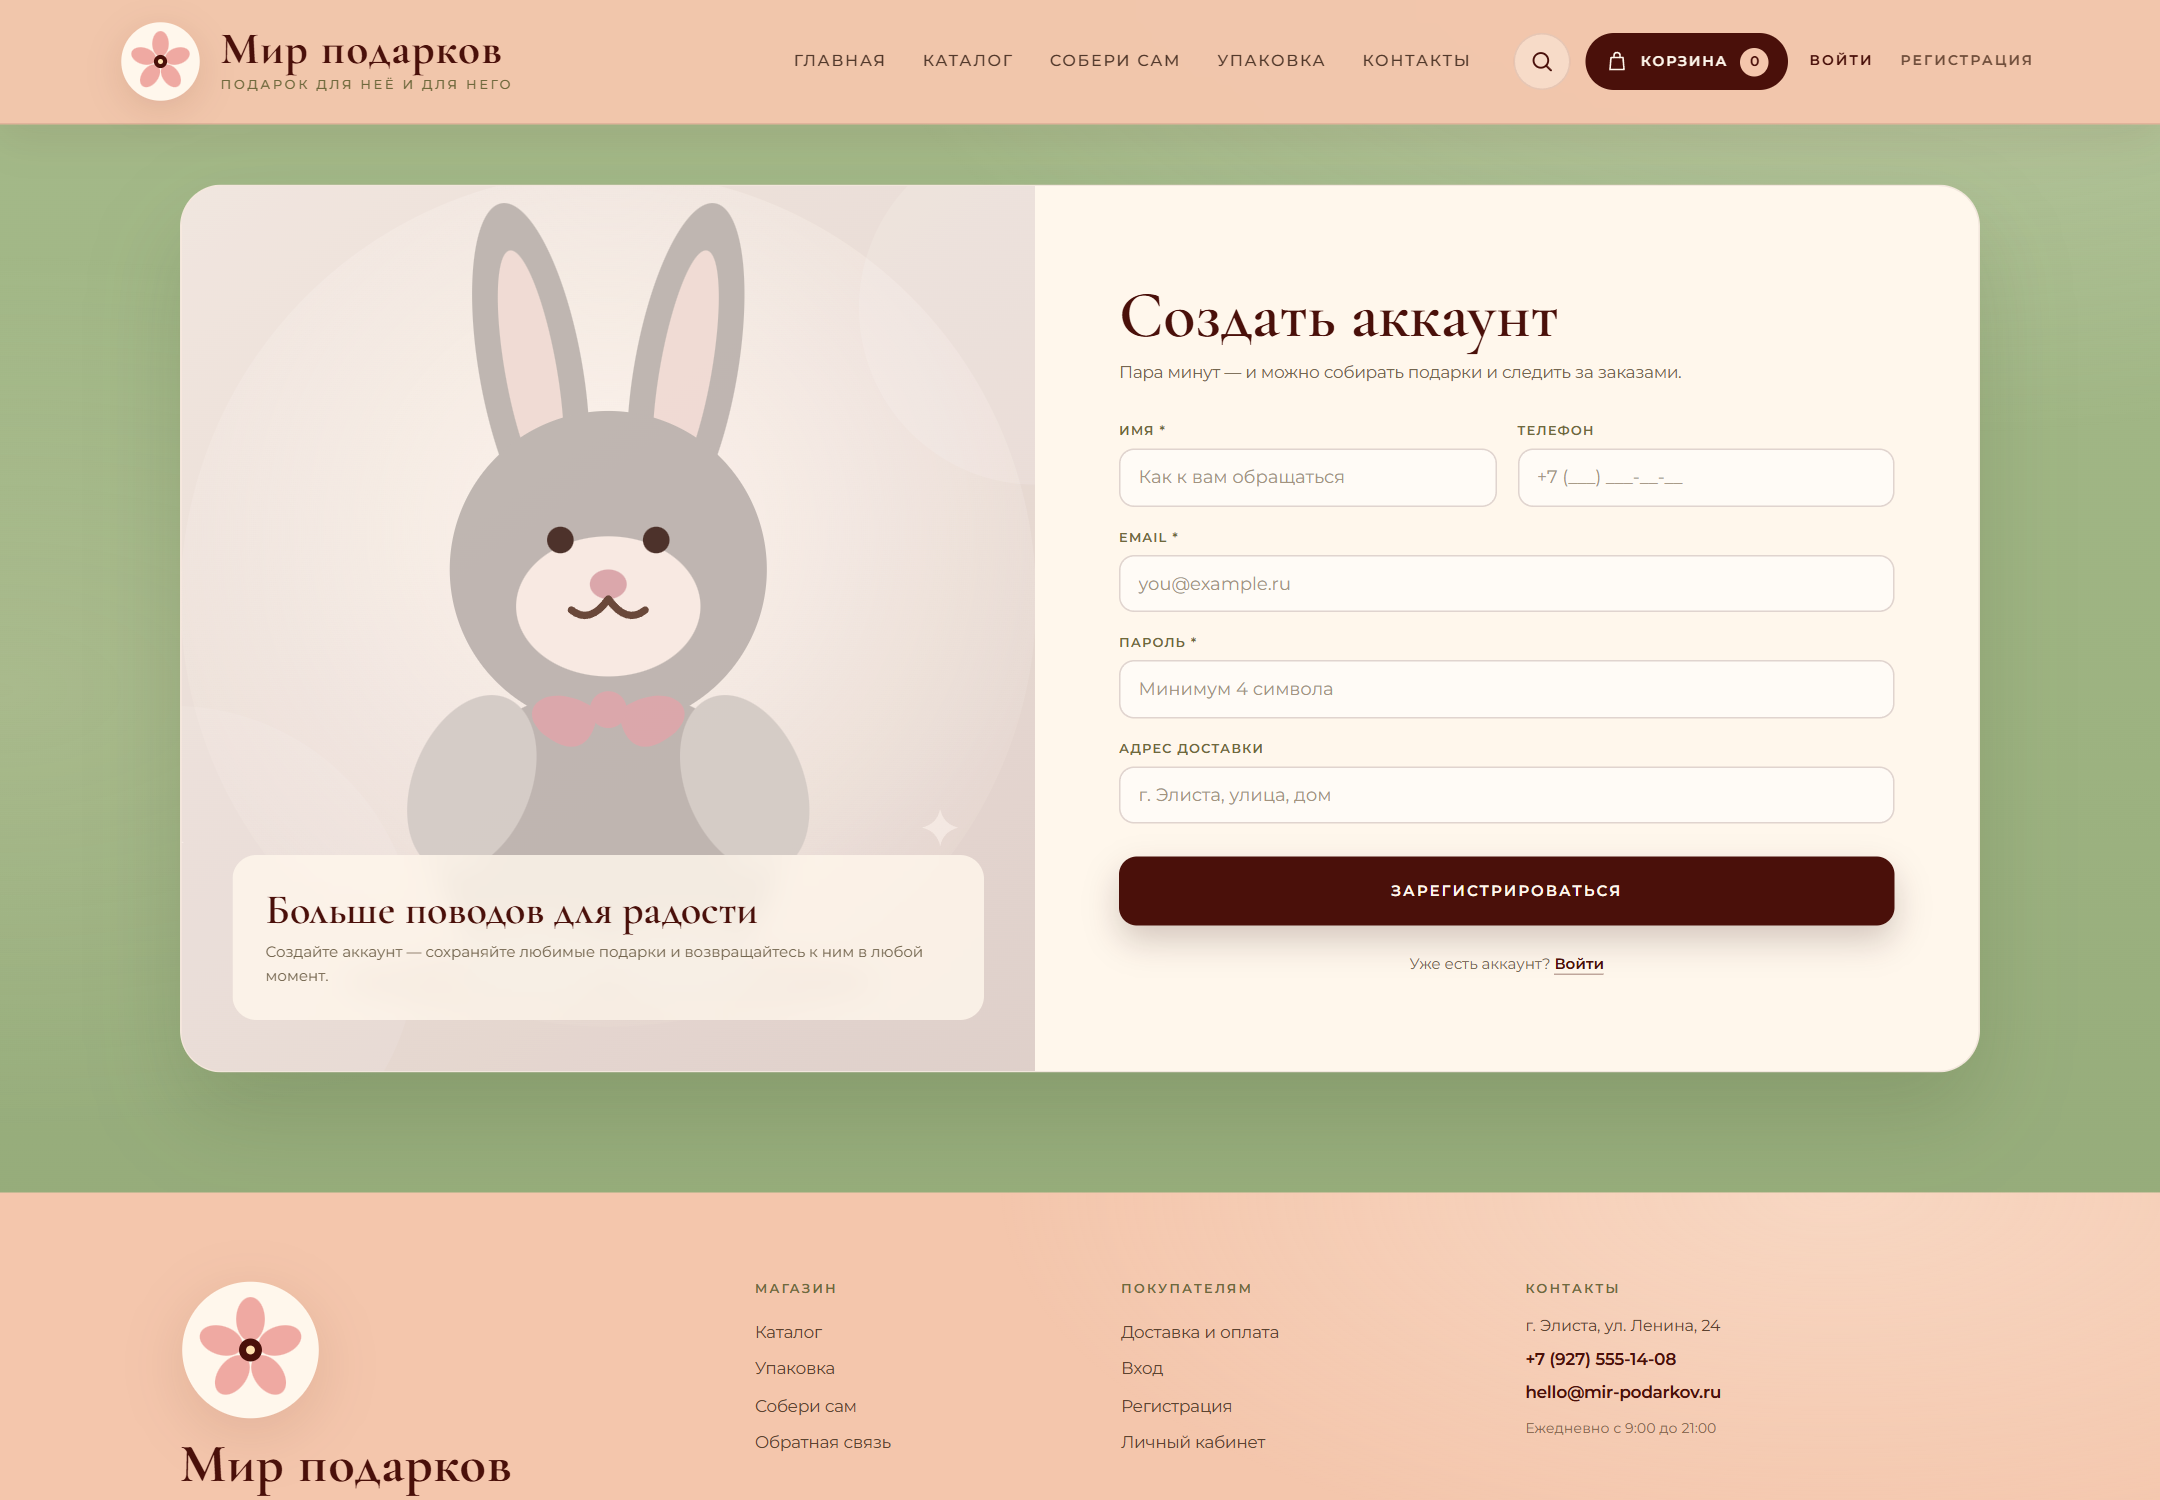 Мир подарков
ПОДАРОК ДЛЯ НЕЁ И ДЛЯ НЕГО
ГЛАВНАЯ
КАТАЛОГ
СОБЕРИ САМ
УПАКОВКА
КОНТАКТЫ
КОРЗИНА 0
ВОЙТИ
РЕГИСТРАЦИЯ
Больше поводов для радости
Создайте аккаунт — сохраняйте любимые подарки и возвращайтесь к ним в любой
момент.
Создать аккаунт
Пара минут — и можно собирать подарки и следить за заказами.
ИМЯ *
Как к вам обращаться
ТЕЛЕФОН
+7 (___) ___-__-__
EMAIL *
you@example.ru
ПАРОЛЬ *
Минимум 4 символа
АДРЕС ДОСТАВКИ
г. Элиста, улица, дом
ЗАРЕГИСТРИРОВАТЬСЯ
Уже есть аккаунт? Войти
Мир подарков
МАГАЗИН
Каталог
Упаковка
Собери сам
Обратная связь
ПОКУПАТЕЛЯМ
Доставка и оплата
Вход
Регистрация
Личный кабинет
КОНТАКТЫ
г. Элиста, ул. Ленина, 24
+7 (927) 555-14-08
hello@mir-podarkov.ru
Ежедневно с 9:00 до 21:00